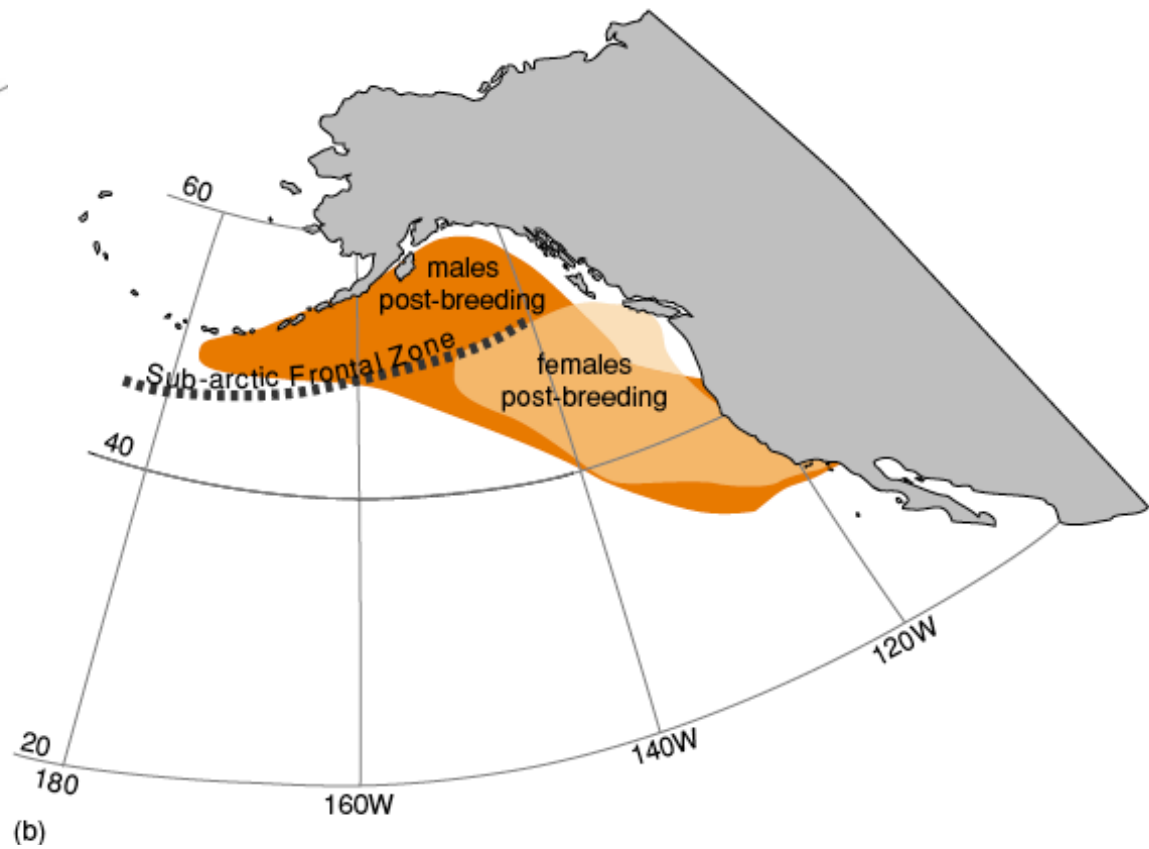 60
males
post-breeding
Sub-arctic Frontal Zone
females
post-breeding
40
20
180
160W
140W
120W
(b)